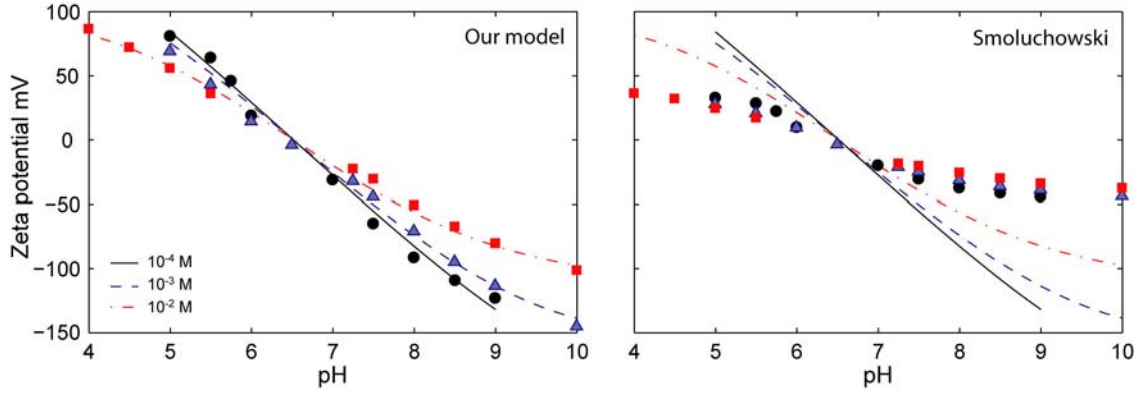 Our model
Zeta potential mV
100
50
0
−50
−100
−150
10⁻⁴ M
10⁻³ M
10⁻² M
4 5 6 7 8 9 10
pH
Smoluchowski
4 5 6 7 8 9 10
pH